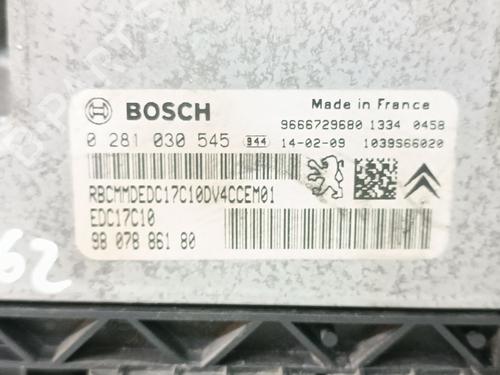 BOSCH
Made in France
0 281 030 545 944
9666729680 1334 0458
14-02-09 1039S66020
RBCMMDEDC17C10DV4CCEM01
EDC17C10
98 078 861 80
62